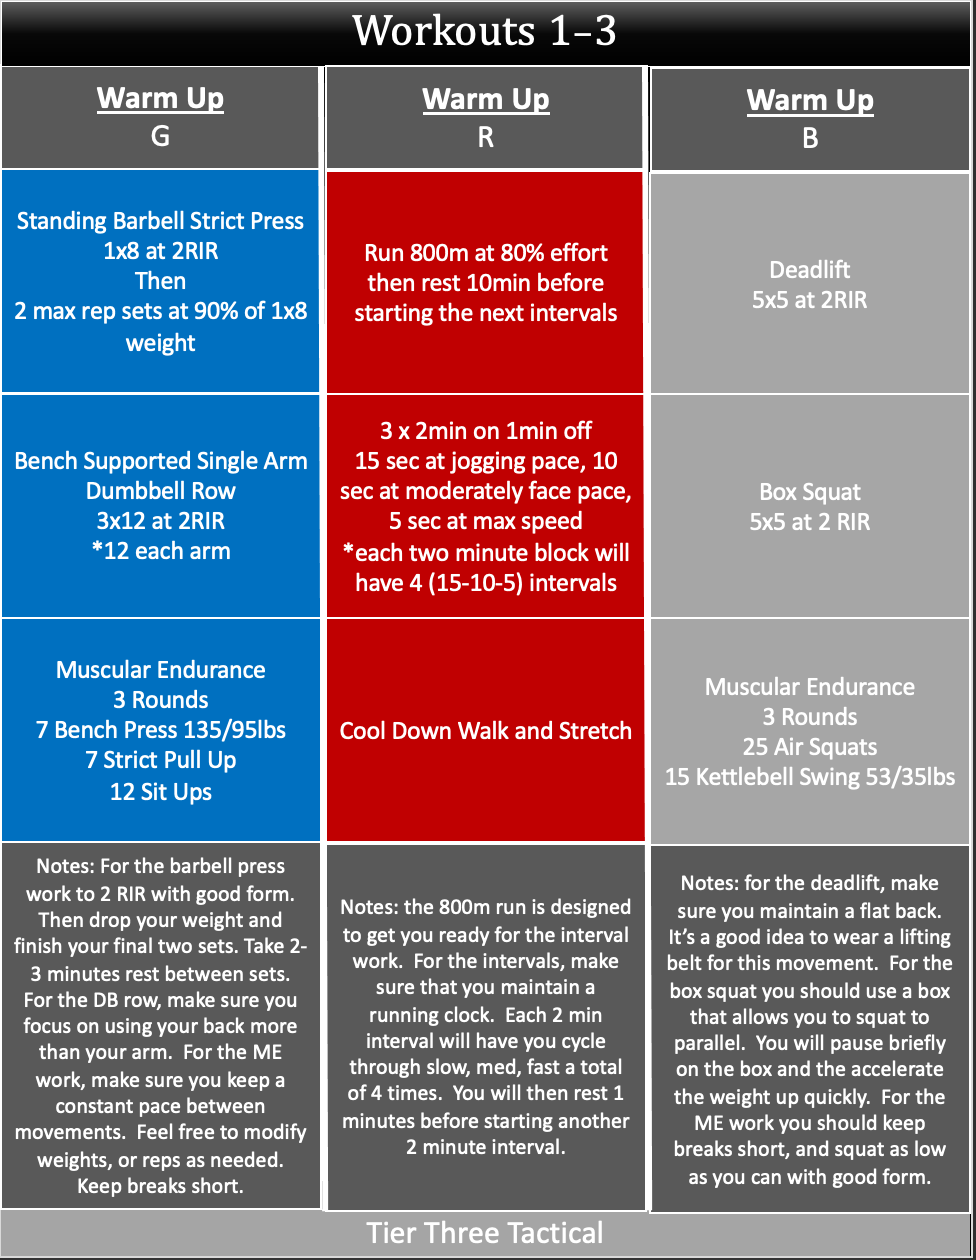 Workouts 1–3
Warm Up
G
Warm Up
R
Warm Up
B
Standing Barbell Strict Press
1x8 at 2RIR
Then
2 max rep sets at 90% of 1x8
weight
Run 800m at 80% effort
then rest 10min before
starting the next intervals
Deadlift
5x5 at 2RIR
Bench Supported Single Arm
Dumbbell Row
3x12 at 2RIR
*12 each arm
3 x 2min on 1min off
15 sec at jogging pace, 10
sec at moderately face pace,
5 sec at max speed
*each two minute block will
have 4 (15-10-5) intervals
Box Squat
5x5 at 2 RIR
Muscular Endurance
3 Rounds
7 Bench Press 135/95lbs
7 Strict Pull Up
12 Sit Ups
Cool Down Walk and Stretch
Muscular Endurance
3 Rounds
25 Air Squats
15 Kettlebell Swing 53/35lbs
Notes: For the barbell press
work to 2 RIR with good form.
Then drop your weight and
finish your final two sets. Take 2-
3 minutes rest between sets.
For the DB row, make sure you
focus on using your back more
than your arm.  For the ME
work, make sure you keep a
constant pace between
movements.  Feel free to modify
weights, or reps as needed.
Keep breaks short.
Notes: the 800m run is designed
to get you ready for the interval
work.  For the intervals, make
sure that you maintain a
running clock.  Each 2 min
interval will have you cycle
through slow, med, fast a total
of 4 times.  You will then rest 1
minutes before starting another
2 minute interval.
Notes: for the deadlift, make
sure you maintain a flat back.
It’s a good idea to wear a lifting
belt for this movement.  For the
box squat you should use a box
that allows you to squat to
parallel.  You will pause briefly
on the box and the accelerate
the weight up quickly.  For the
ME work you should keep
breaks short, and squat as low
as you can with good form.
Tier Three Tactical